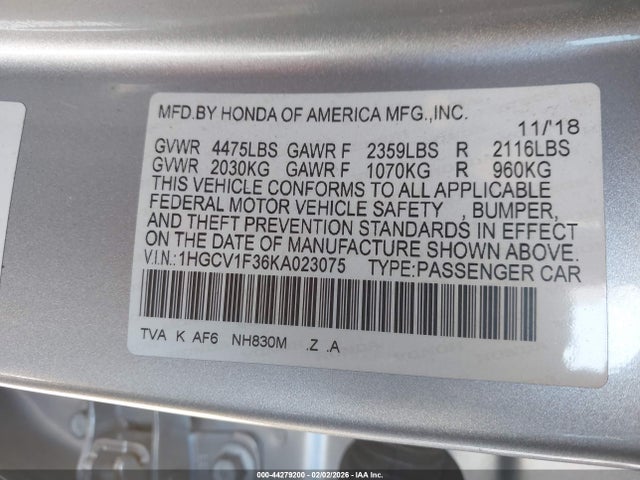 MFD.BY HONDA OF AMERICA MFG.,INC.
11/'18
GVWR 4475LBS GAWR F 2359LBS R 2116LBS
GVWR 2030KG GAWR F 1070KG R 960KG
THIS VEHICLE CONFORMS TO ALL APPLICABLE
FEDERAL MOTOR VEHICLE SAFETY , BUMPER,
AND THEFT PREVENTION STANDARDS IN EFFECT
ON THE DATE OF MANUFACTURE SHOWN ABOVE.
V.I.N.:1HGCV1F36KA023075 TYPE:PASSENGER CAR
TVA K AF6 NH830M .Z .A
000-44279200 - 02/02/2026 - IAA Inc.